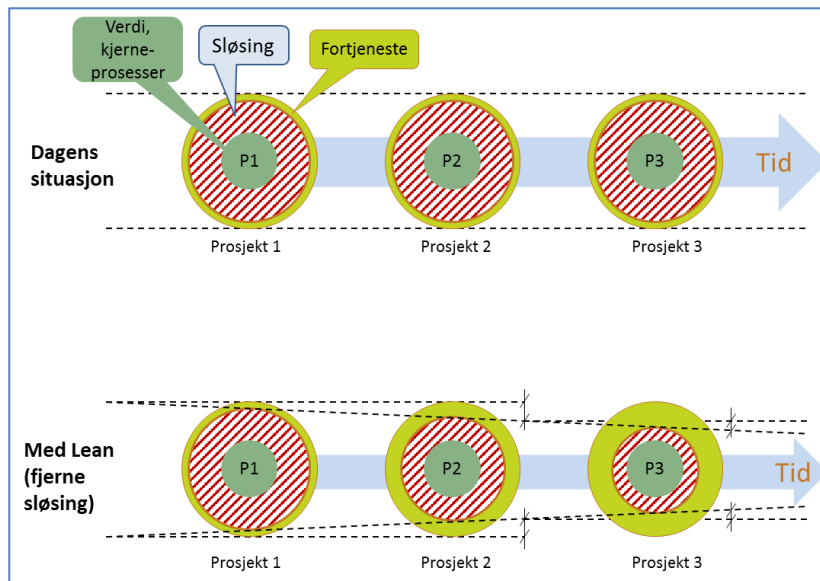 Verdi,
kjerne-
prosesser
Sløsing
Fortjeneste
Dagens
situasjon
P1
P2
P3
Tid
Prosjekt 1
Prosjekt 2
Prosjekt 3
Med Lean
(fjerne
sløsing)
P1
P2
P3
Tid
Prosjekt 1
Prosjekt 2
Prosjekt 3